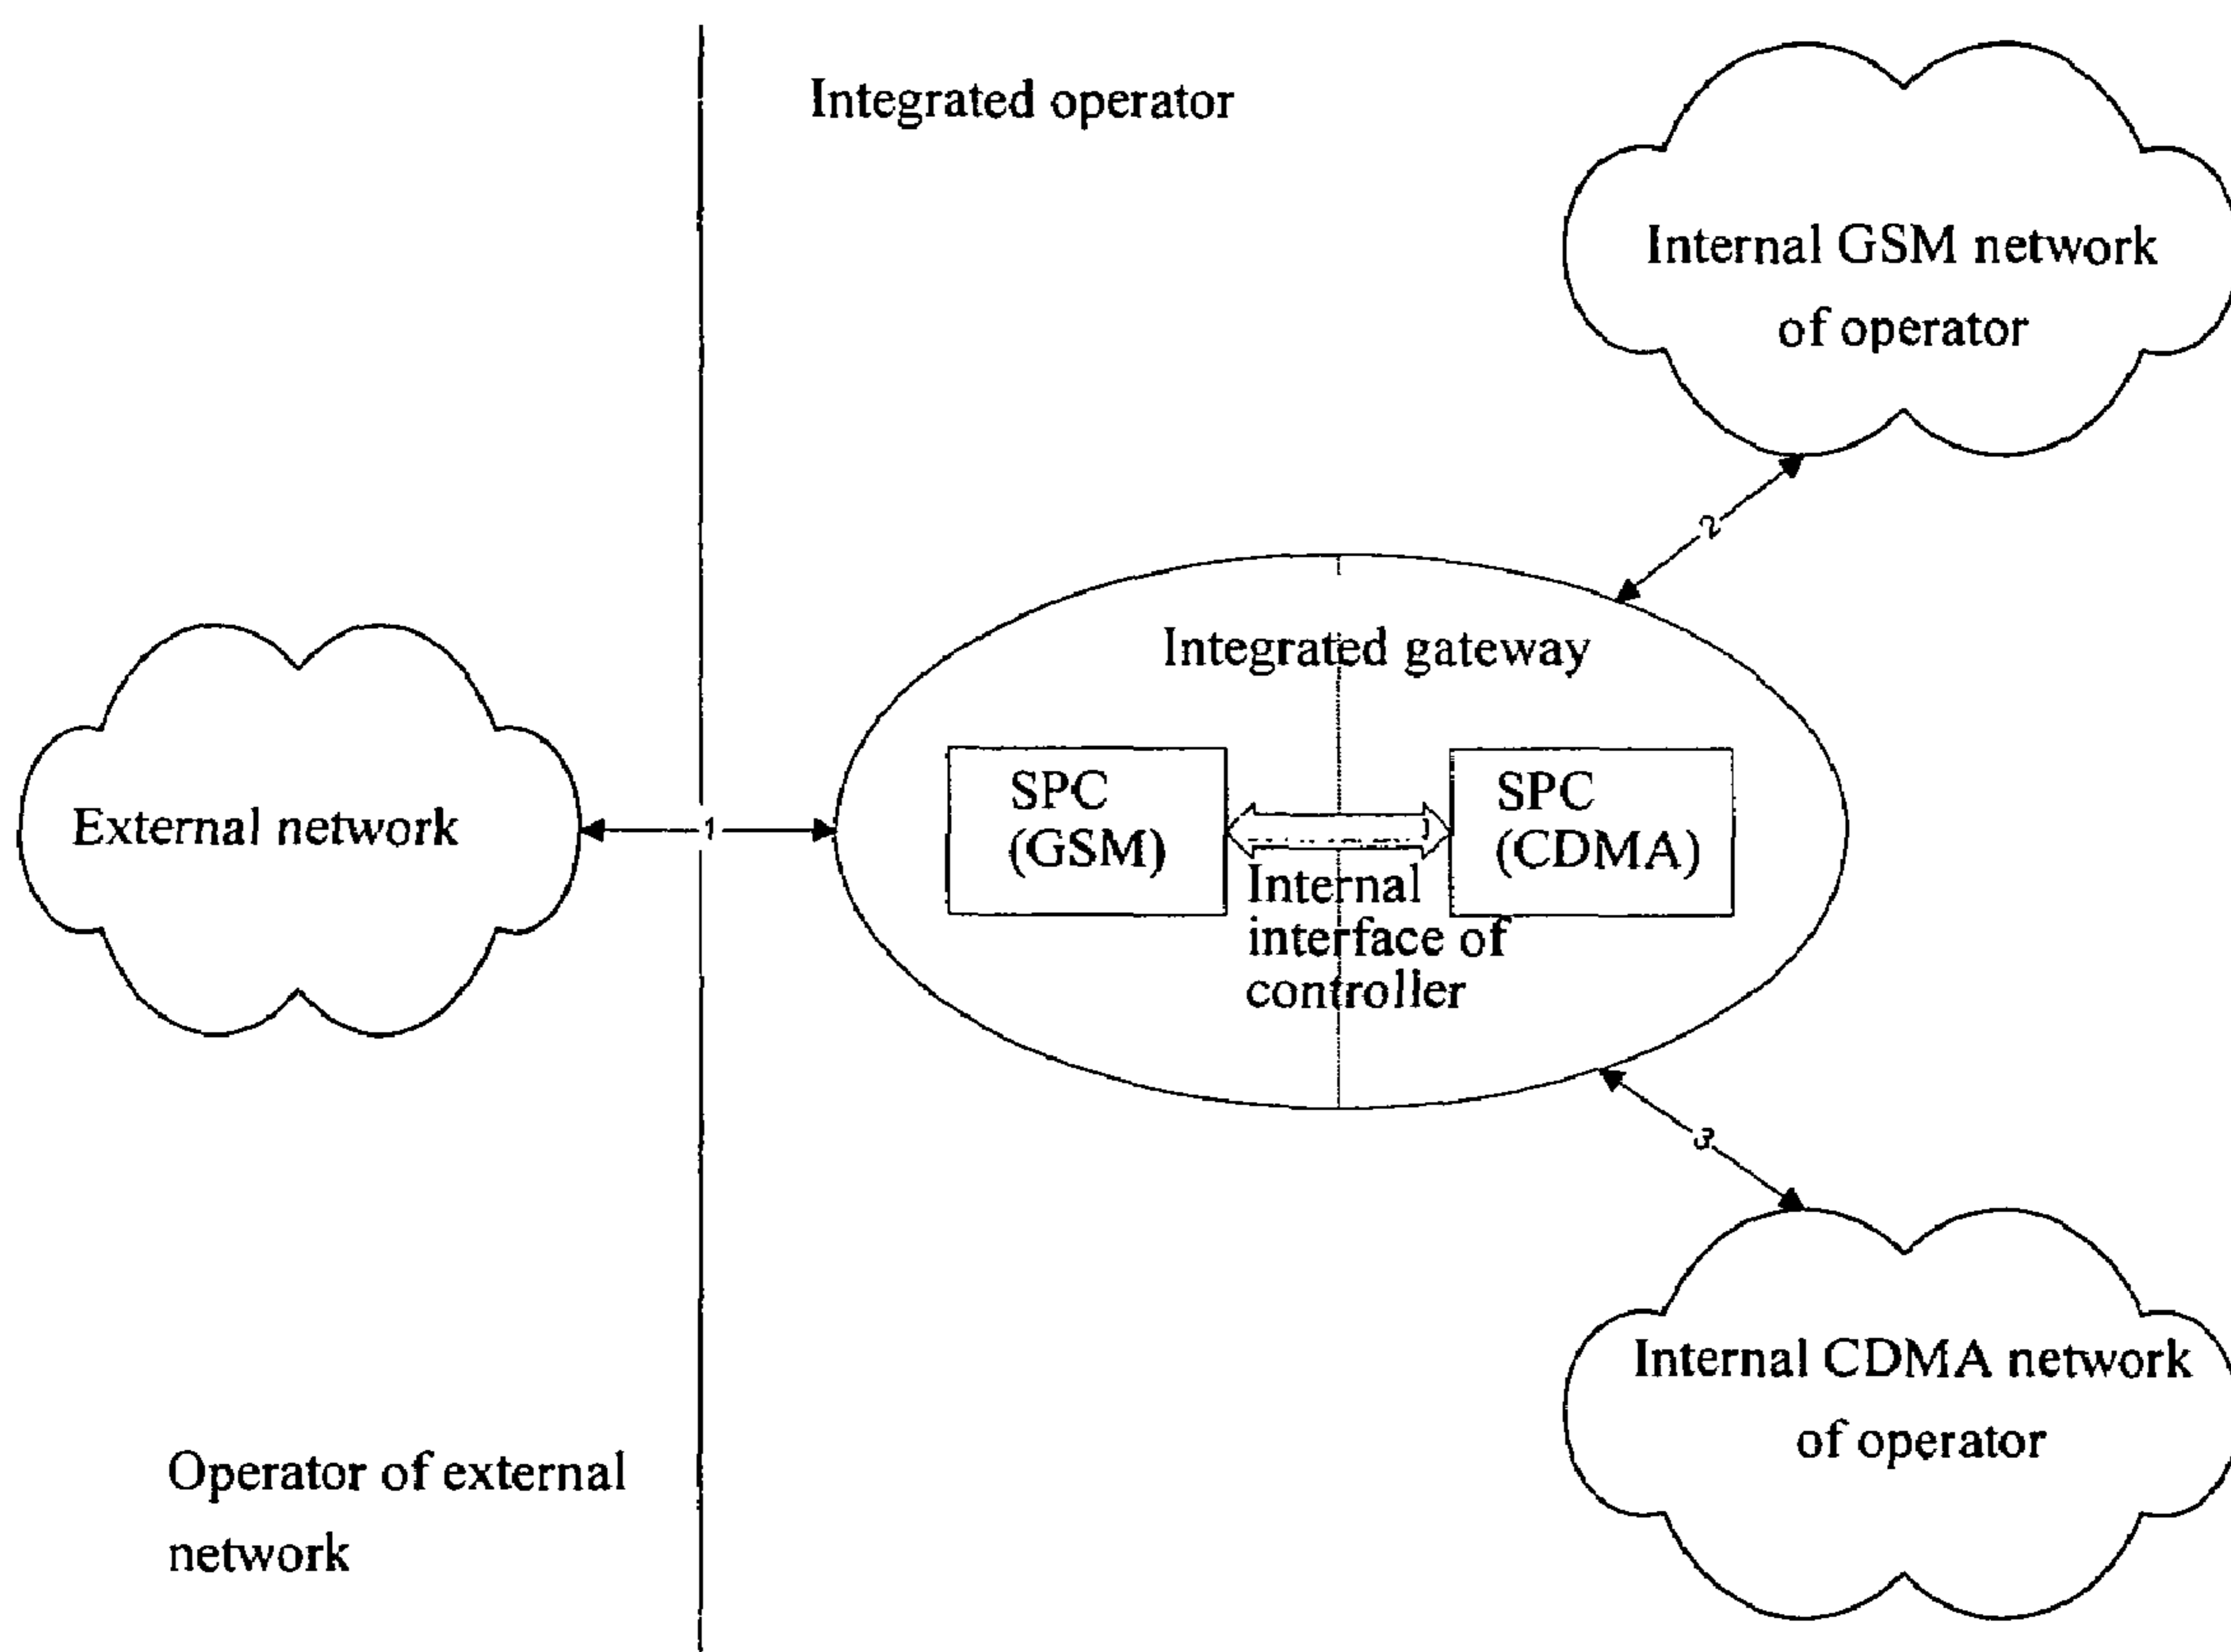 Integrated operator
Internal GSM network
of operator
2
Integrated gateway
External network
1
SPC
(GSM)
SPC
(CDMA)
Internal
interface of
controller
3
Internal CDMA network
of operator
Operator of external
network